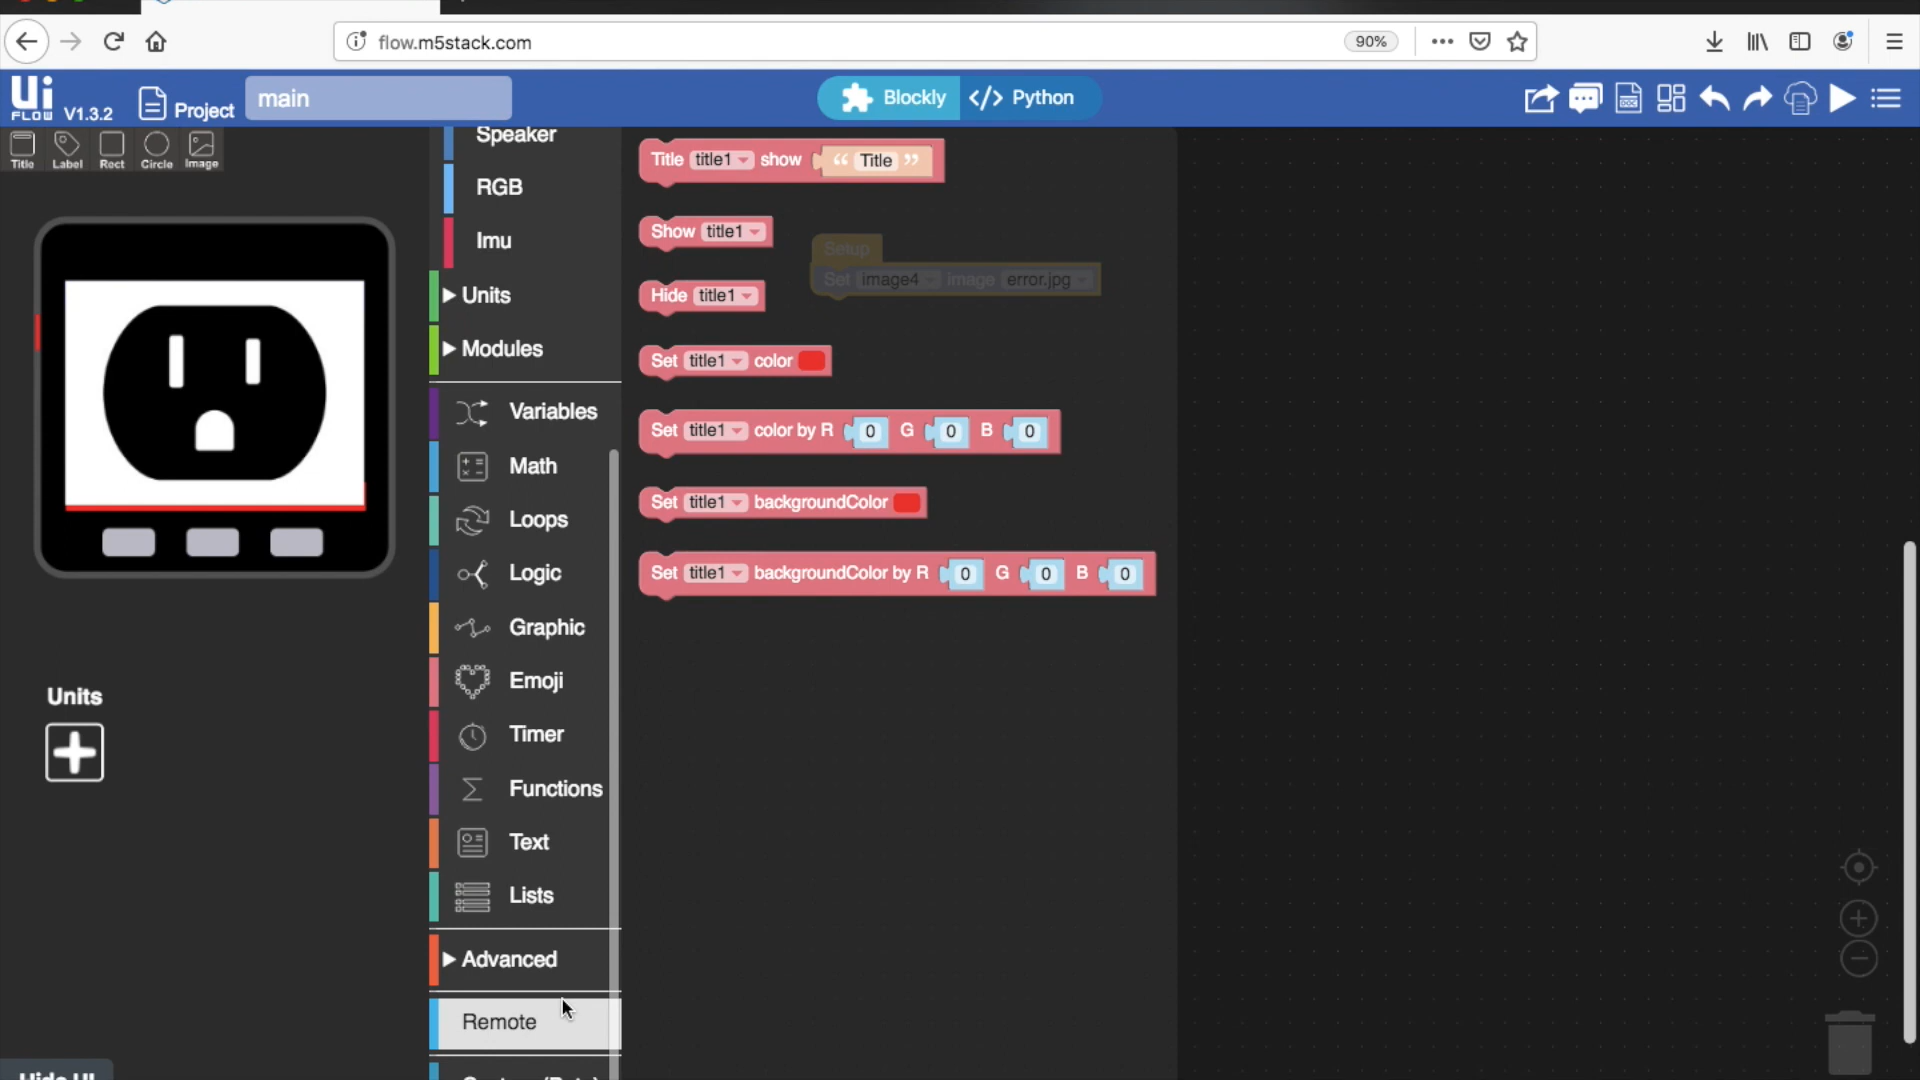 flow.m5stack.com
90%
Ui
FLOW
V1.3.2
Project
main
Blockly
</> Python
Title
Label
Rect
Circle
Image
Units
Speaker
RGB
Imu
Units
Modules
Variables
Math
Loops
Logic
Graphic
Emoji
Timer
Functions
Text
Lists
Advanced
Remote
Title title1 show “ Title ”
Show title1
Hide title1
Set title1 color
Set title1 color by R 0 G 0 B 0
Set title1 backgroundColor
Set title1 backgroundColor by R 0 G 0 B 0
Setup
Set image4 image error.jpg